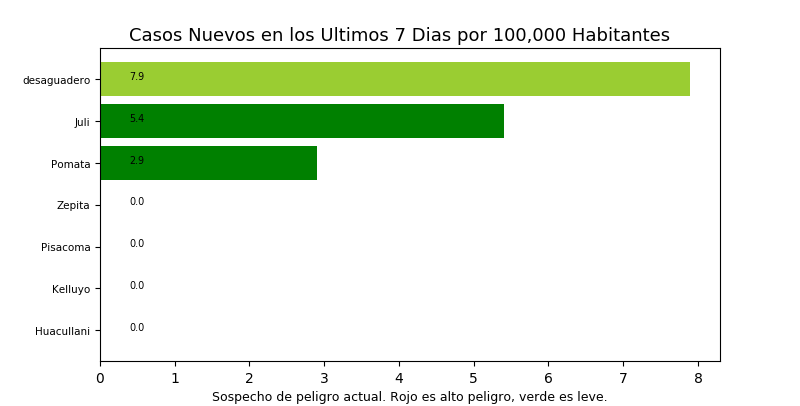 Casos Nuevos en los Ultimos 7 Dias por 100,000 Habitantes
desaguadero 7.9
Juli 5.4
Pomata 2.9
Zepita 0.0
Pisacoma 0.0
Kelluyo 0.0
Huacullani 0.0
0 1 2 3 4 5 6 7 8
Sospecho de peligro actual. Rojo es alto peligro, verde es leve.